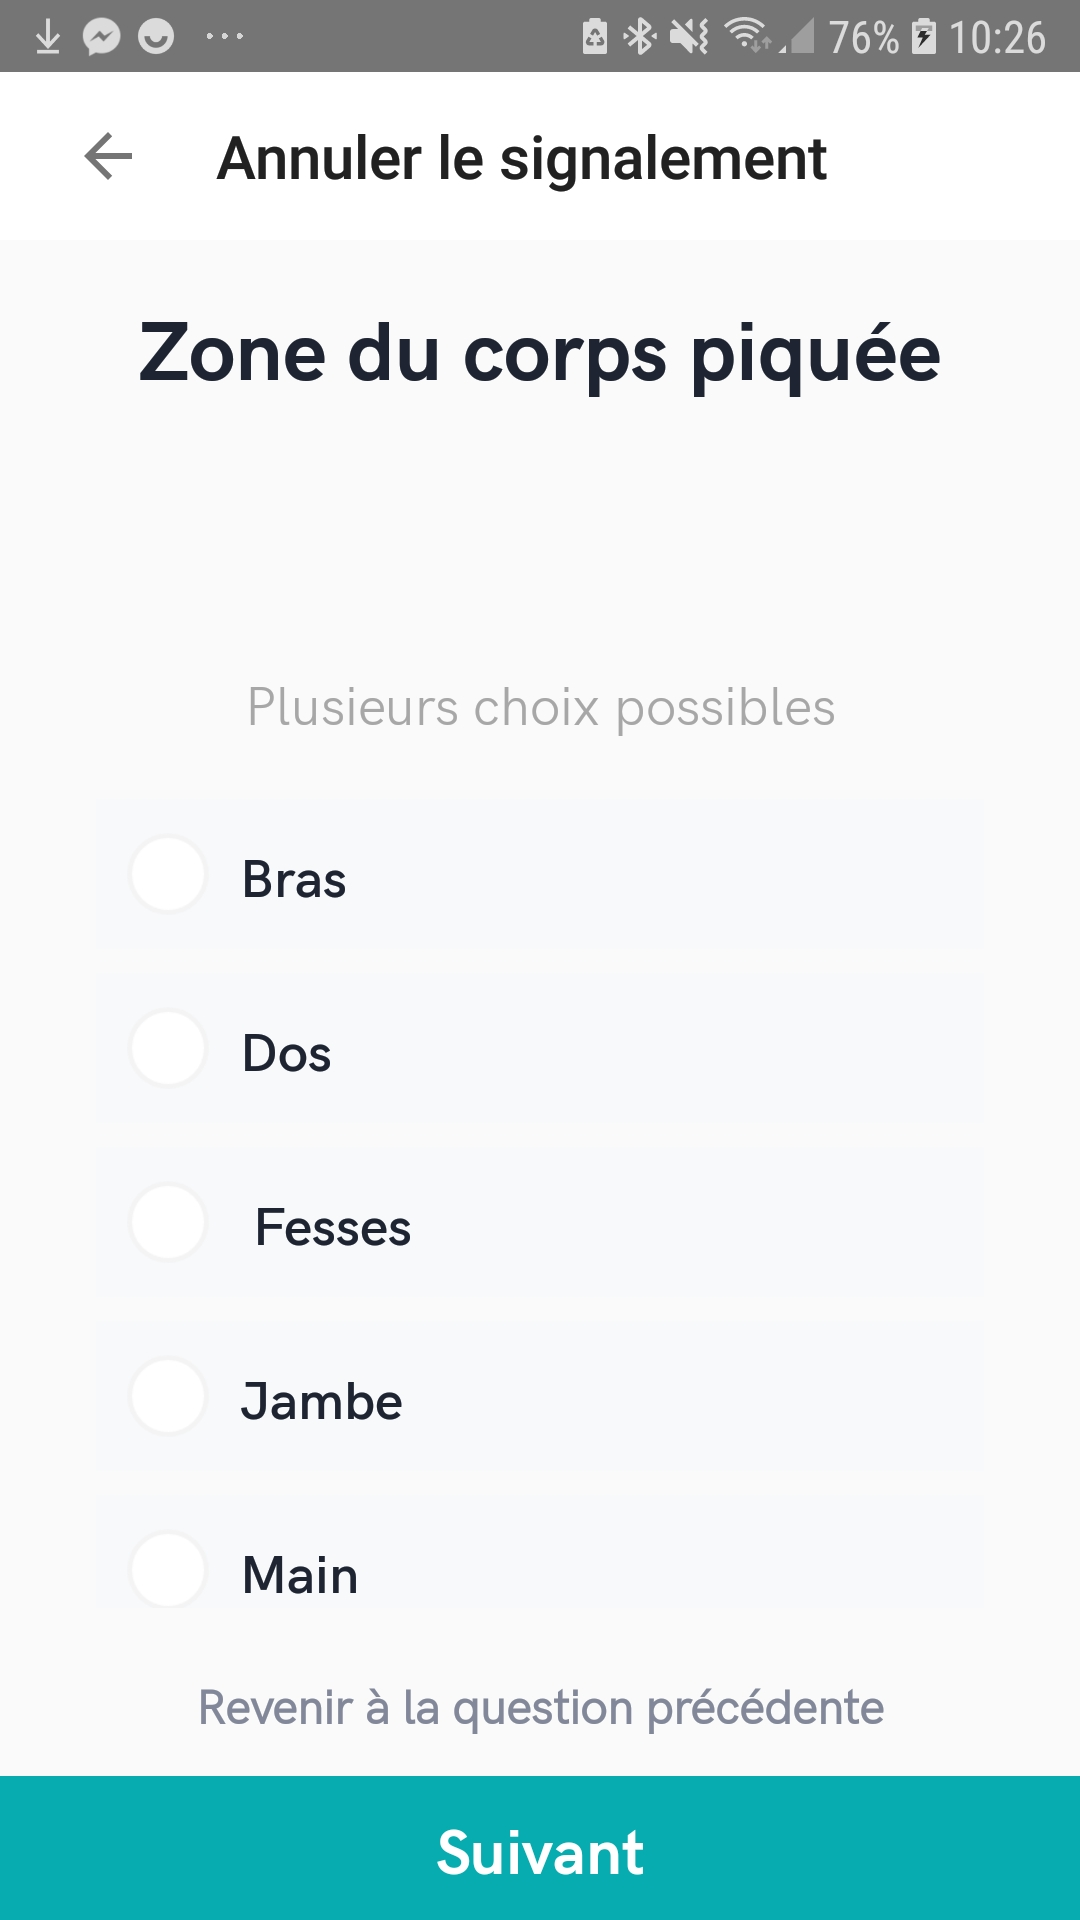 76% 10:26
Annuler le signalement
Zone du corps piquée
Plusieurs choix possibles
Bras
Dos
Fesses
Jambe
Main
Revenir à la question précédente
Suivant